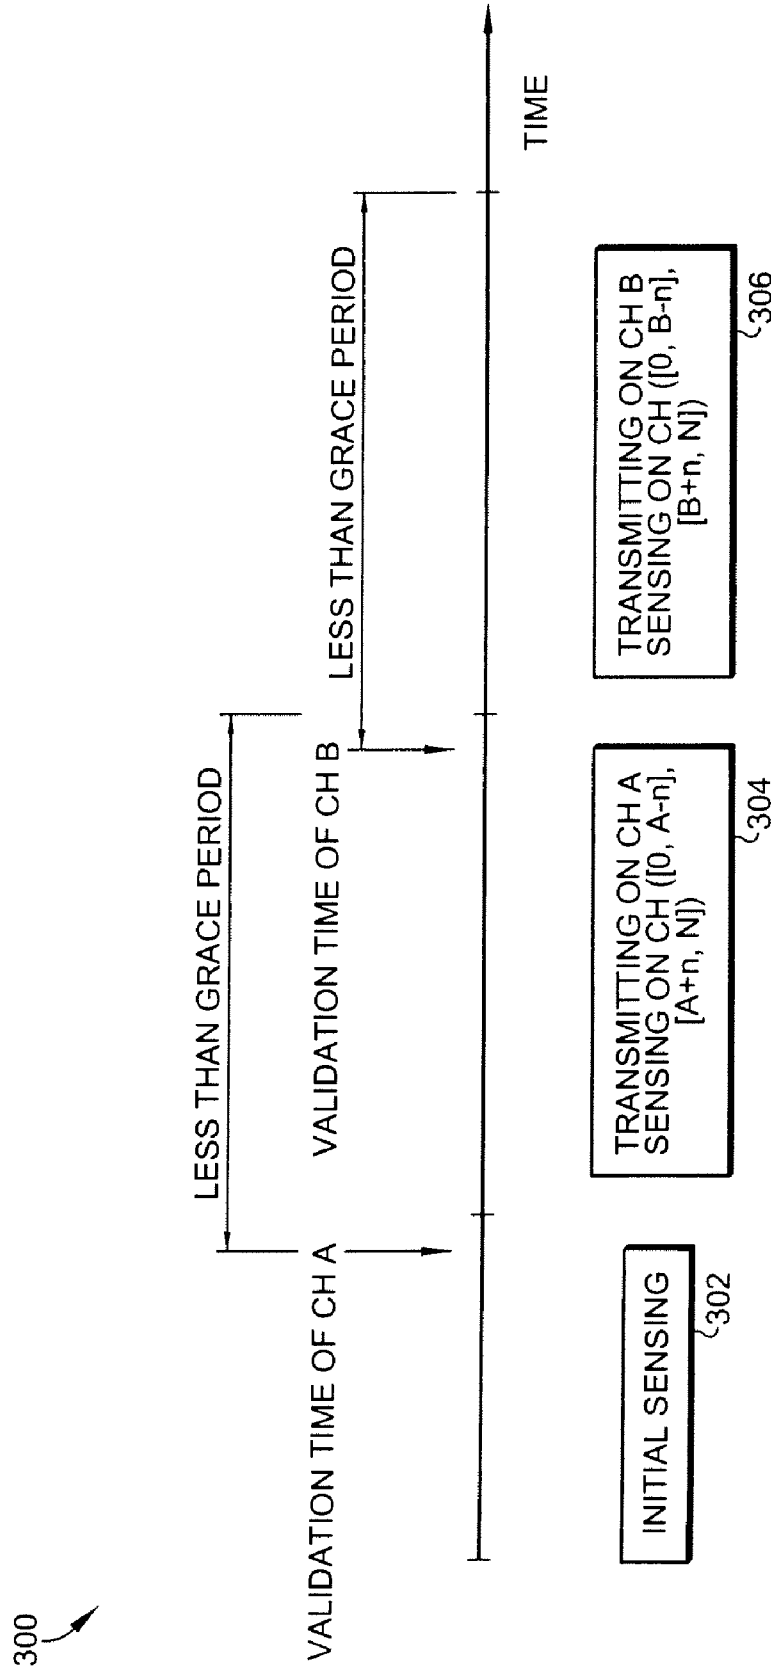 300
LESS THAN GRACE PERIOD
LESS THAN GRACE PERIOD
VALIDATION TIME OF CH A
VALIDATION TIME OF CH B
TIME
INITIAL SENSING
302
TRANSMITTING ON CH A
SENSING ON CH ([0, A-n],
[A+n, N])
304
TRANSMITTING ON CH B
SENSING ON CH ([0, B-n],
[B+n, N])
306